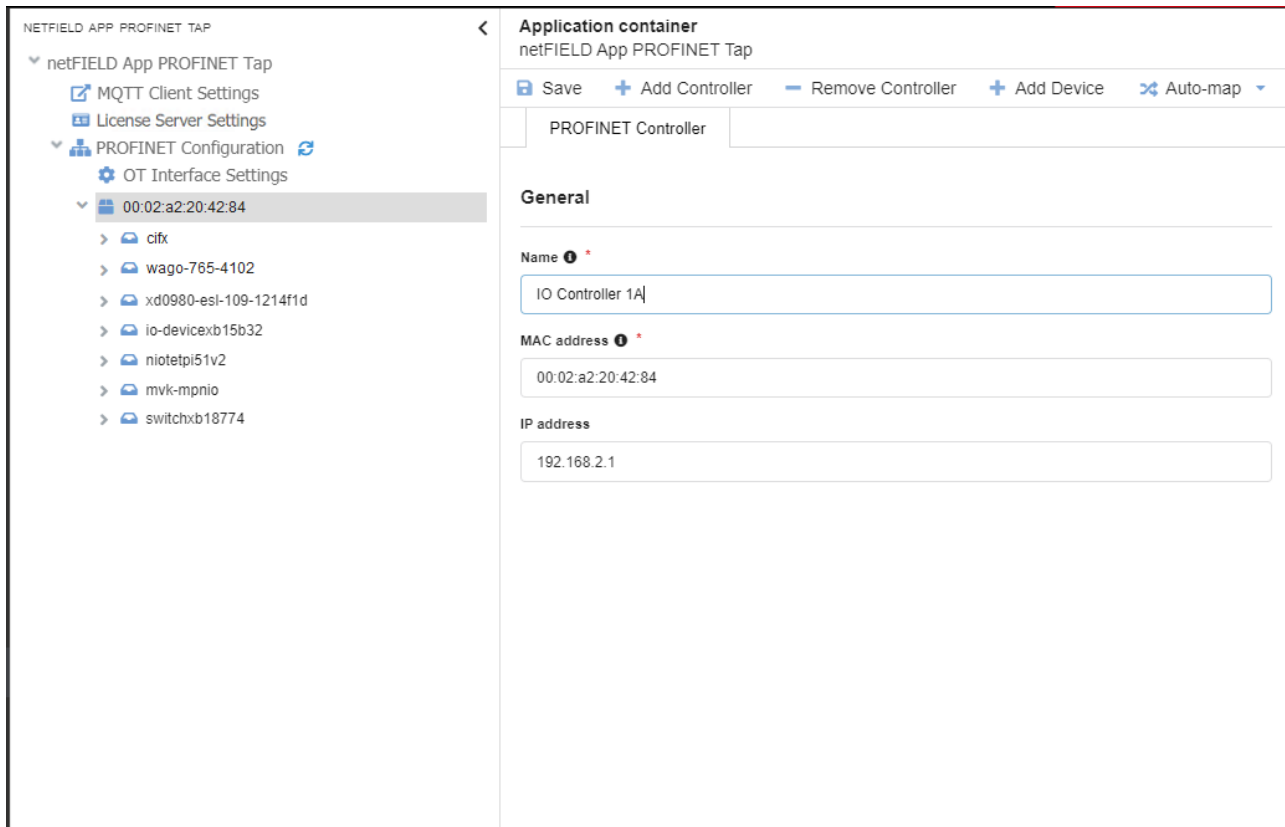 NETFIELD APP PROFINET TAP
netFIELD App PROFINET Tap
MQTT Client Settings
License Server Settings
PROFINET Configuration
OT Interface Settings
00:02:a2:20:42:84
cifx
wago-765-4102
xd0980-esl-109-1214f1d
io-devicexb15b32
niotetpi51v2
mvk-mpnio
switchxb18774
Application container
netFIELD App PROFINET Tap
Save Add Controller Remove Controller Add Device Auto-map
PROFINET Controller
General
Name *
IO Controller 1A
MAC address *
00:02:a2:20:42:84
IP address
192.168.2.1